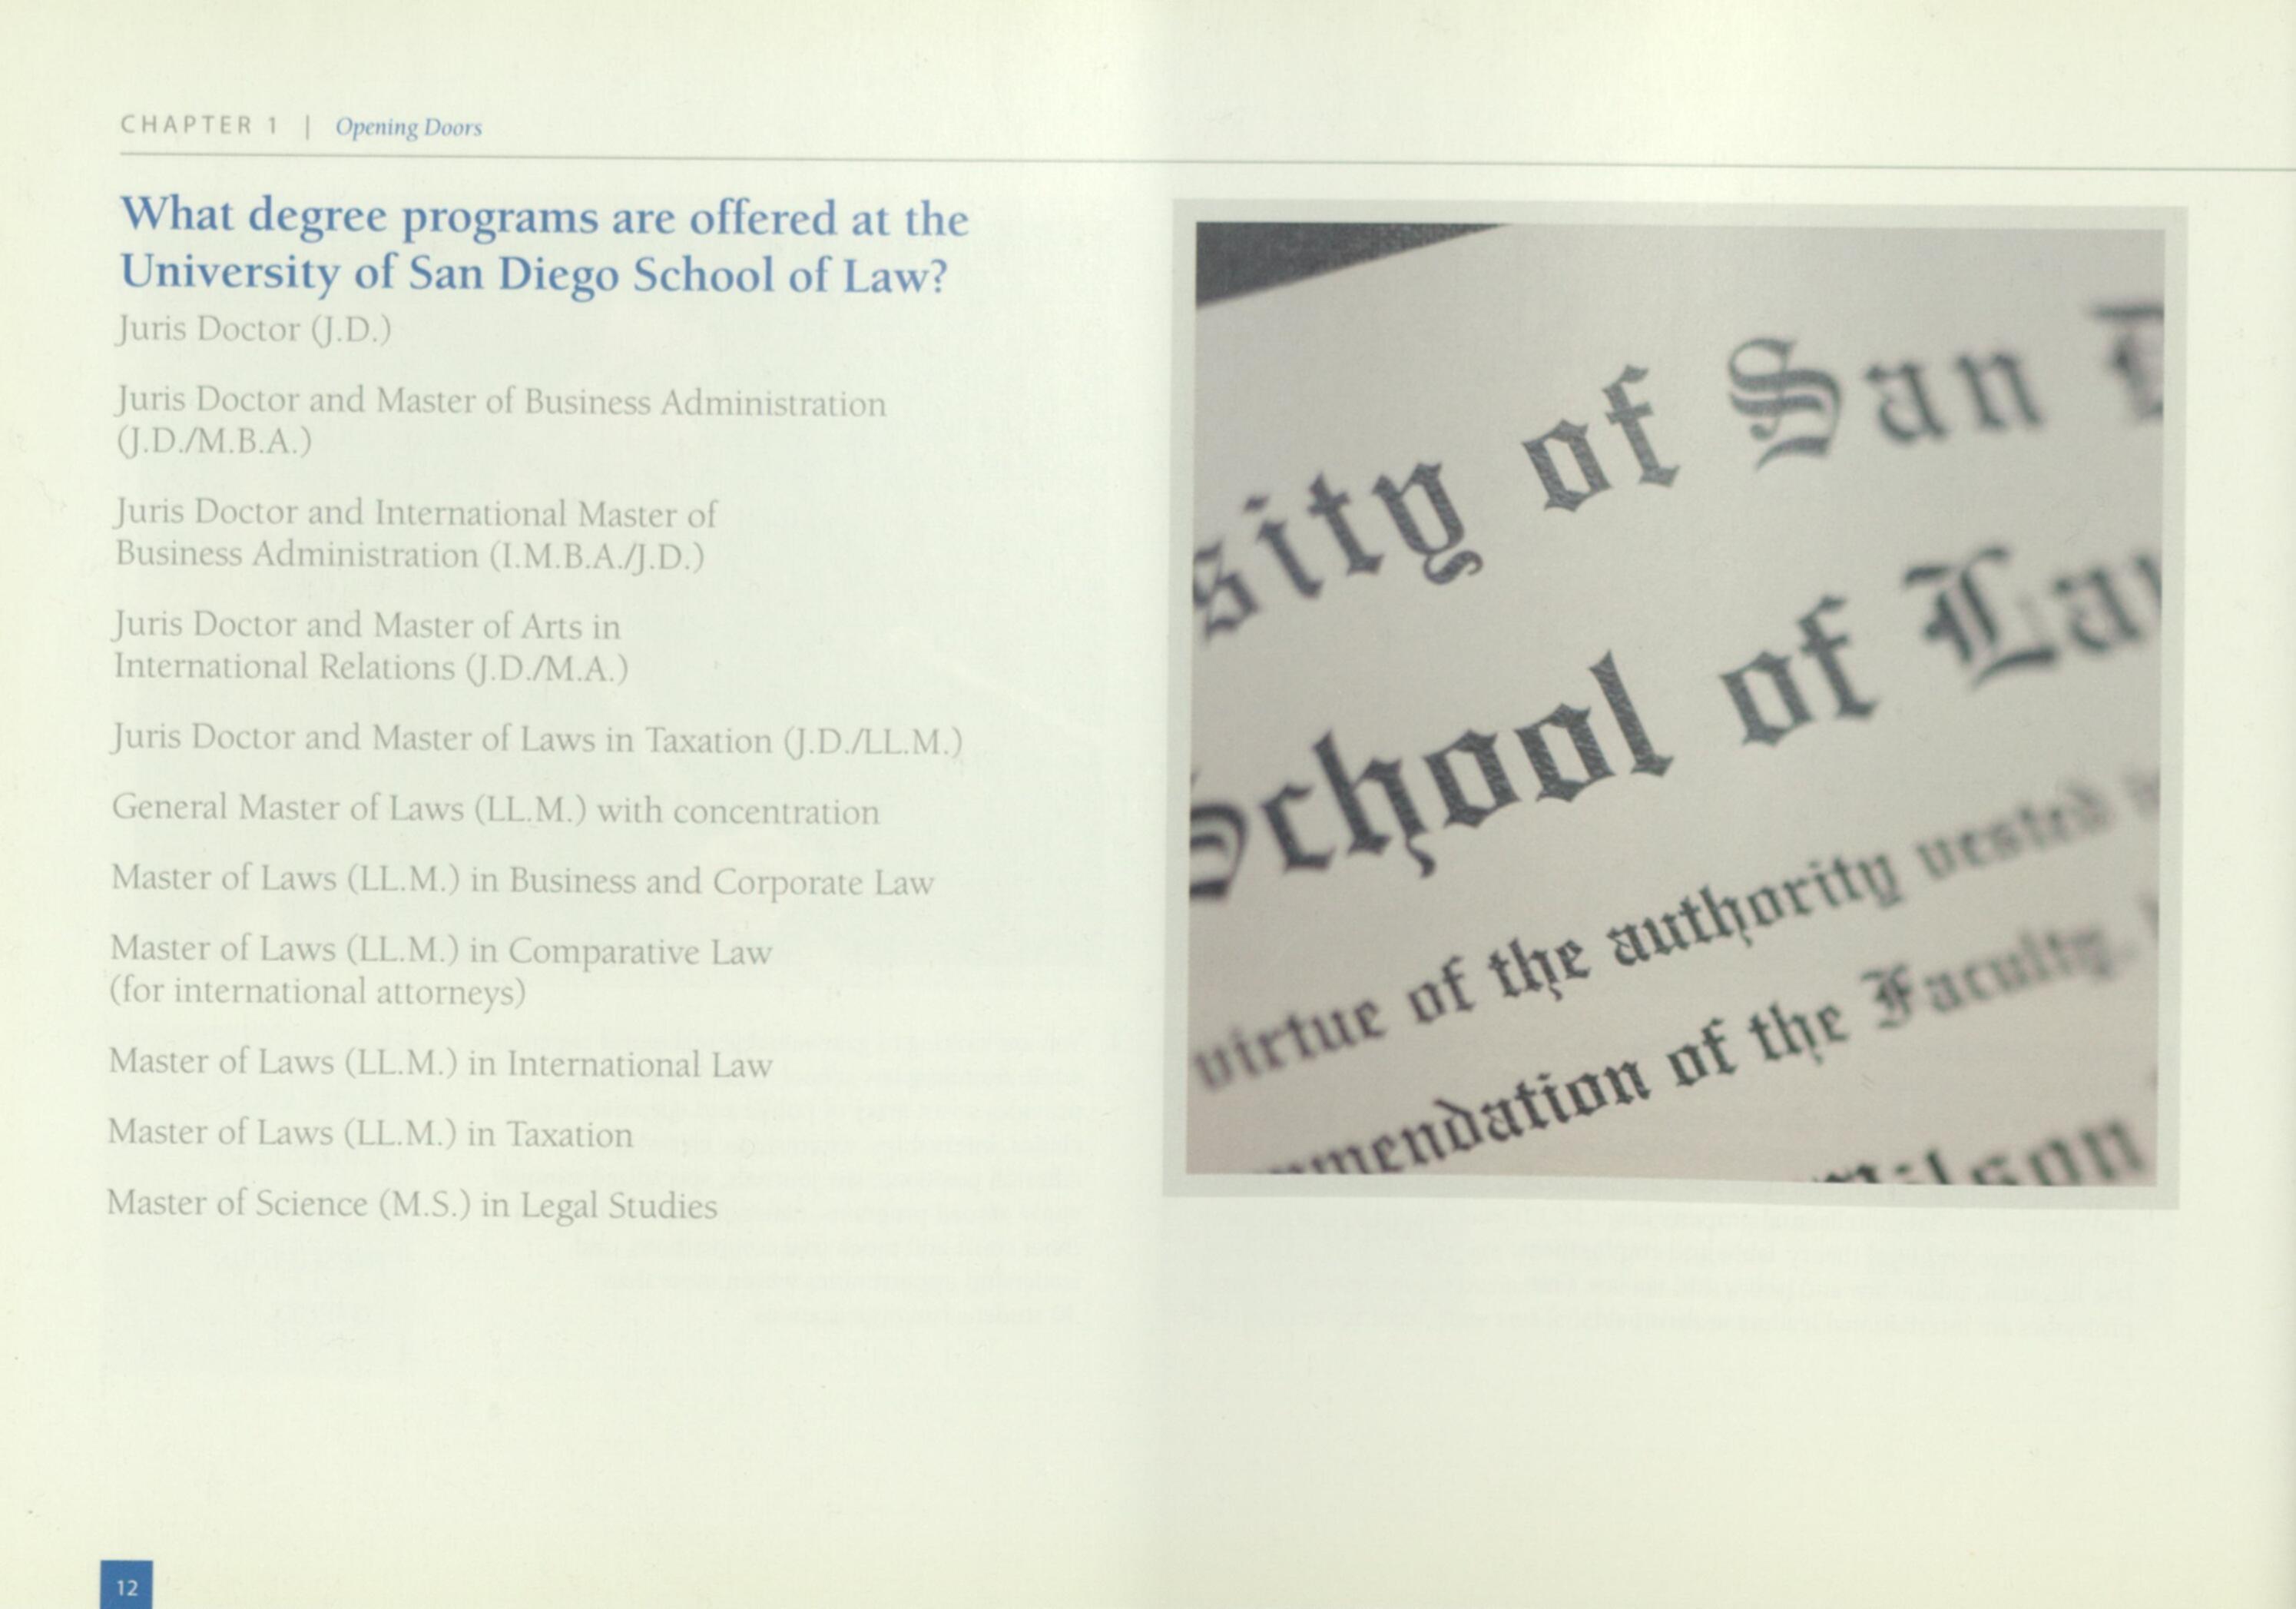 CHAPTER 1 | Opening Doors
What degree programs are offered at the
University of San Diego School of Law?
Juris Doctor (J.D.)
Juris Doctor and Master of Business Administration
(J.D./M.B.A.)
Juris Doctor and International Master of
Business Administration (I.M.B.A./J.D.)
Juris Doctor and Master of Arts in
International Relations (J.D./M.A.)
Juris Doctor and Master of Laws in Taxation (J.D./LL.M.)
General Master of Laws (LL.M.) with concentration
Master of Laws (LL.M.) in Business and Corporate Law
Master of Laws (LL.M.) in Comparative Law
(for international attorneys)
Master of Laws (LL.M.) in International Law
Master of Laws (LL.M.) in Taxation
Master of Science (M.S.) in Legal Studies
12
sity of San D
School of Law
virtue of the authority vested
mmendation of the Faculty,